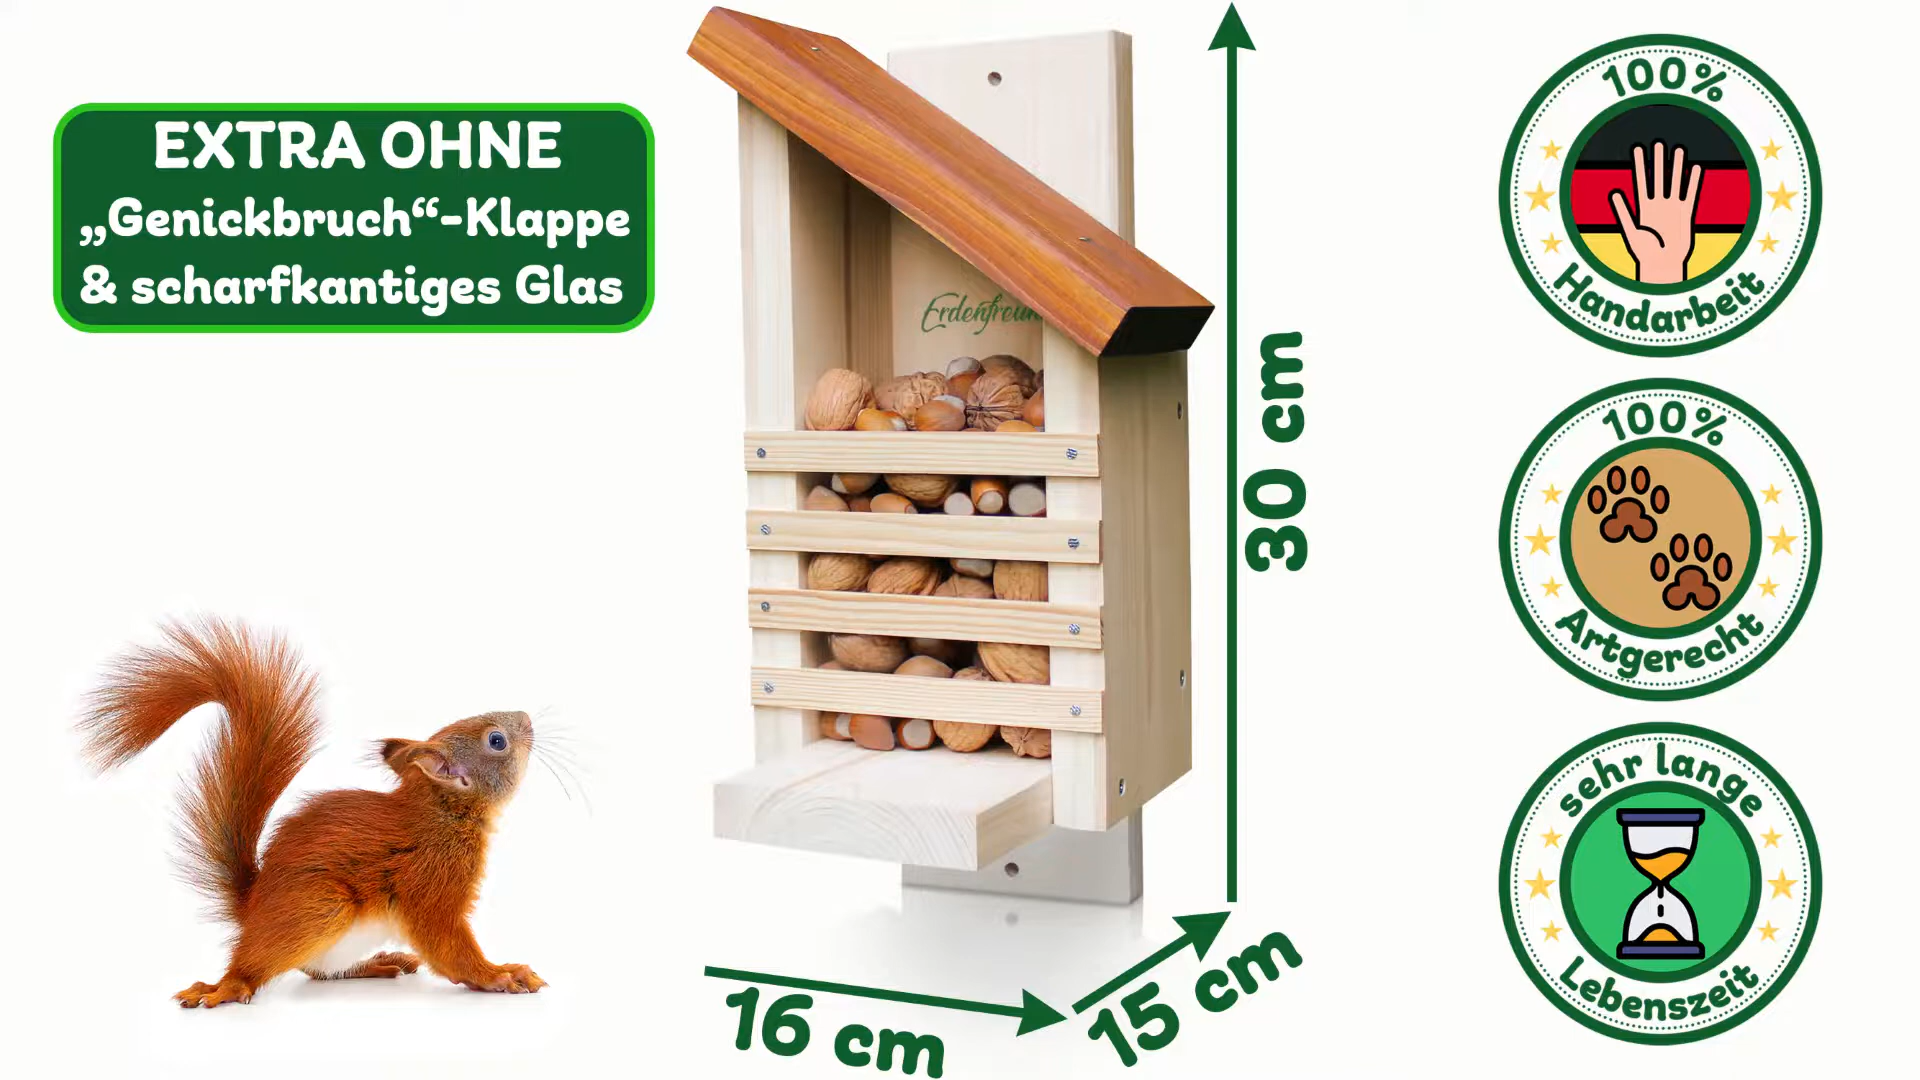 EXTRA OHNE
„Genickbruch“-Klappe
& scharfkantiges Glas
30 cm
16 cm
15 cm
100%
Handarbeit
100%
Artgerecht
sehr lange
Lebenszeit